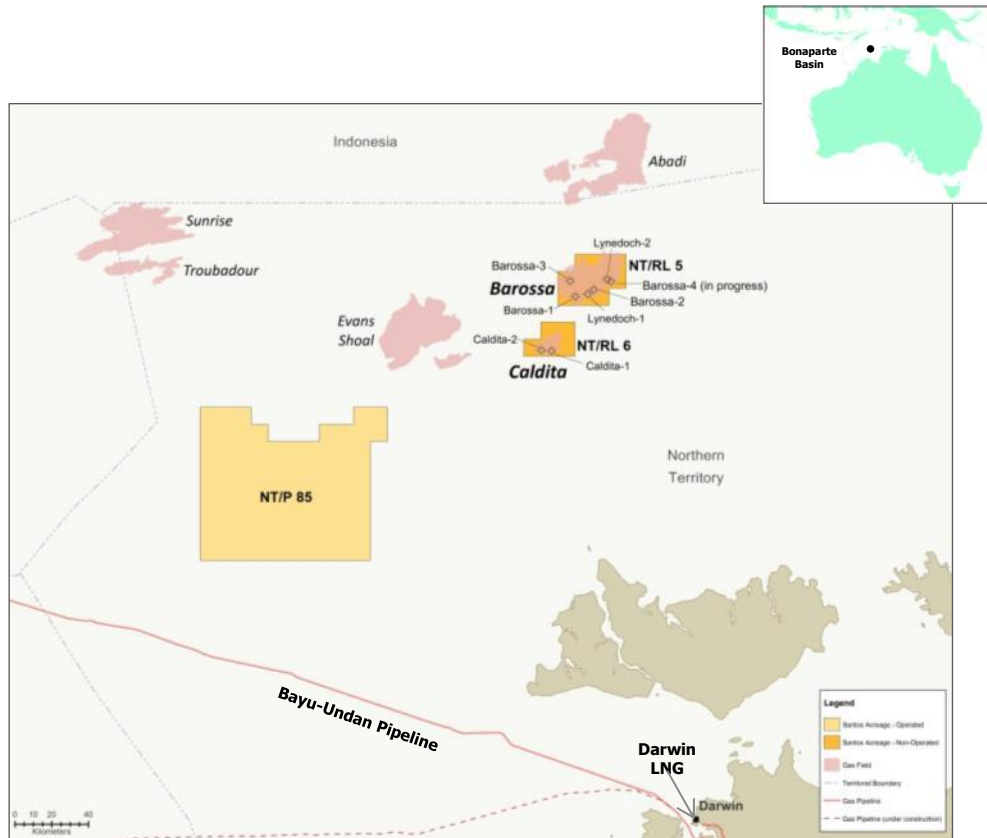 Bonaparte
Basin
Indonesia
Abadi
Sunrise
Troubadour
Lynedoch-2
Barossa-3
NT/RL 5
Barossa
Barossa-4 (in progress)
Barossa-2
Barossa-1
Lynedoch-1
Evans
Shoal
Caldita-2
NT/RL 6
Caldita
Caldita-1
Northern
Territory
NT/P 85
Bayu-Undan Pipeline
Darwin
LNG
Darwin
Legend
Santos Acreage - Operated
Santos Acreage - Non-Operated
Gas Field
Territorial Boundary
Gas Pipeline
Gas Pipeline (under construction)
0 10 20 40
Kilometers